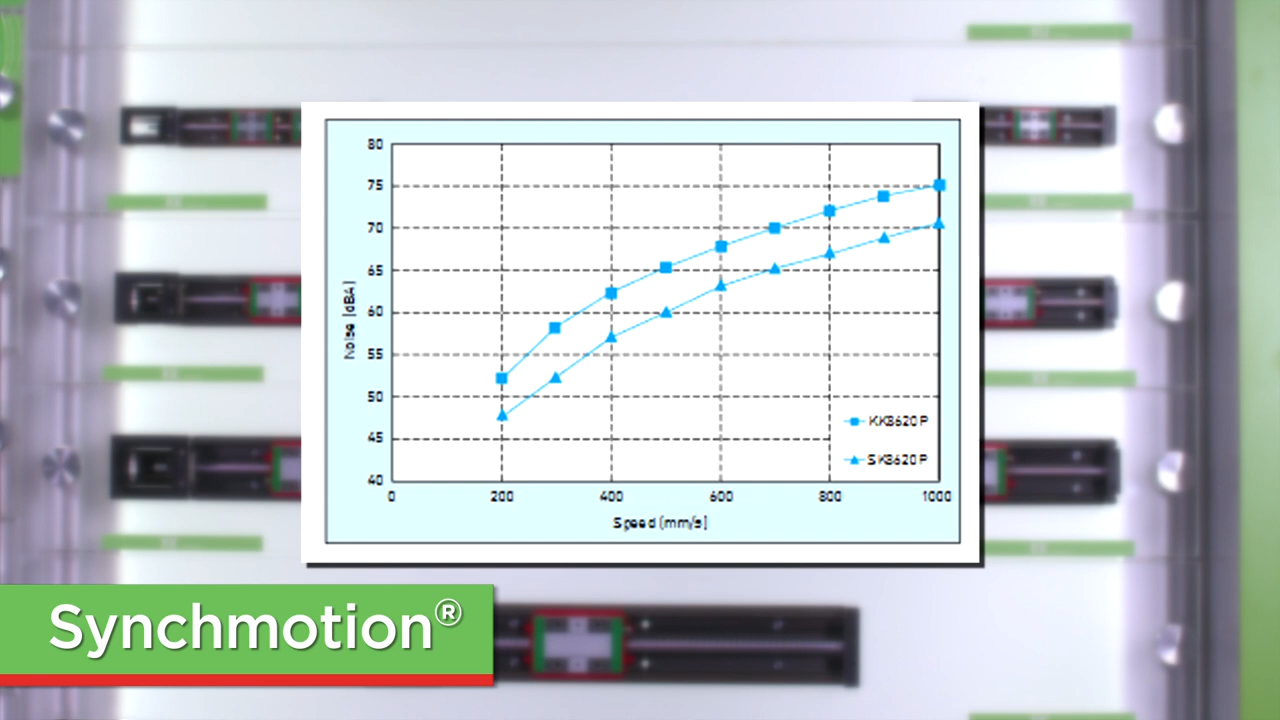 80
75
70
65
60
55
50
45
40
0 200 400 600 800 1000
Noise [dBA]
Speed [mm/s]
KK8620P
SK8620P
Synchmotion®